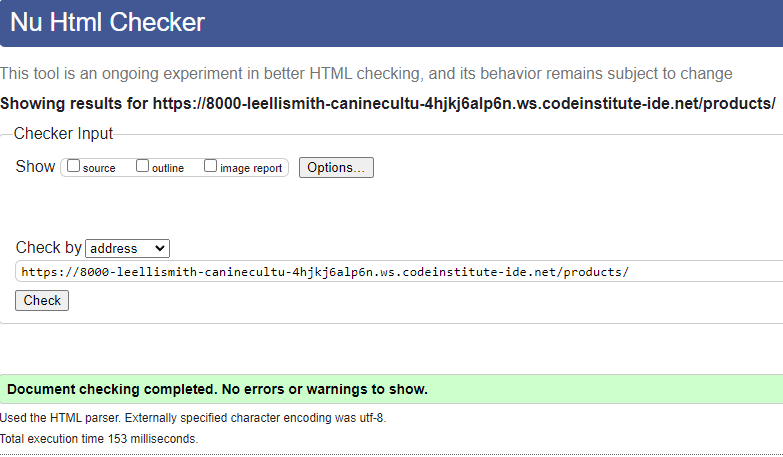 Nu Html Checker
This tool is an ongoing experiment in better HTML checking, and its behavior remains subject to change
Showing results for https://8000-leellismith-caninecultu-4hjkj6alp6n.ws.codeinstitute-ide.net/products/
Checker Input
Show source outline image report Options...
Check by address
https://8000-leellismith-caninecultu-4hjkj6alp6n.ws.codeinstitute-ide.net/products/
Check
Document checking completed. No errors or warnings to show.
Used the HTML parser. Externally specified character encoding was utf-8.
Total execution time 153 milliseconds.